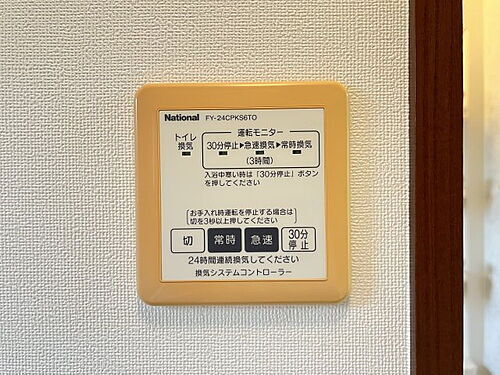 National FY-24CPKS6TO
トイレ換気
運転モニター
30分停止▶急速換気▶常時換気
(3時間)
入浴中寒い時は「30分停止」ボタン
を押してください
お手入れ時運転を停止する場合は
切を3秒以上押してください
切 常時 急速 30分停止
24時間連続換気してください
換気システムコントローラー